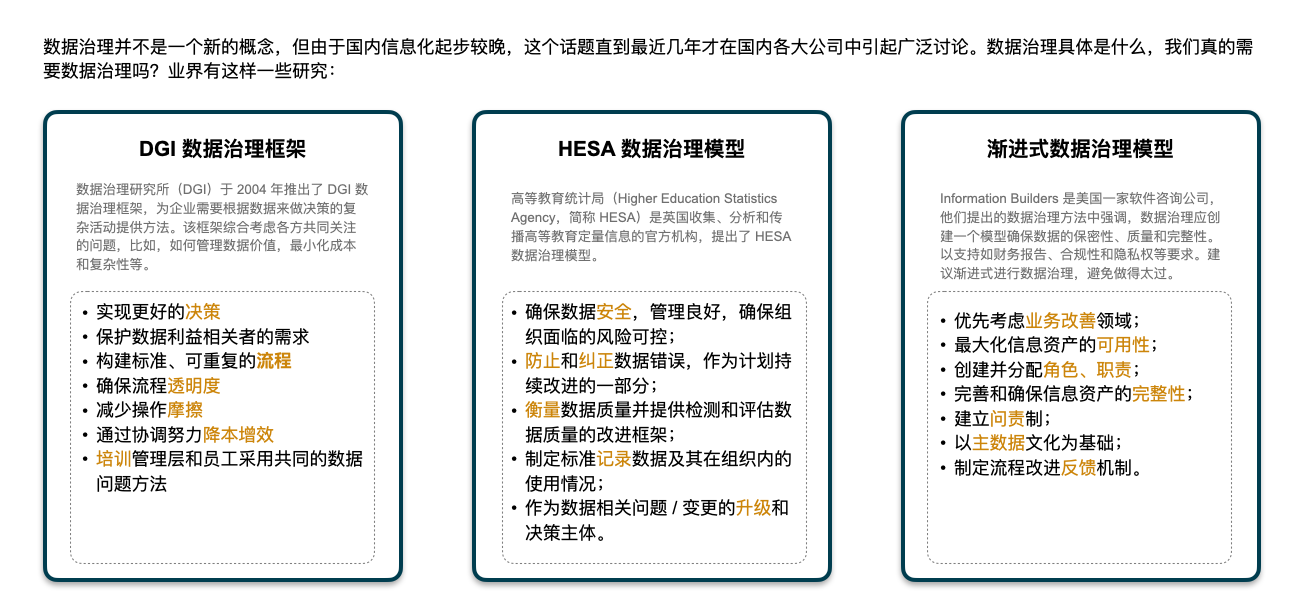 数据治理并不是一个新的概念，但由于国内信息化起步较晚，这个话题直到最近几年才在国内各大公司中引起广泛讨论。数据治理具体是什么，我们真的需
要数据治理吗？业界有这样一些研究：
DGI 数据治理框架
数据治理研究所（DGI）于 2004 年推出了 DGI 数
据治理框架，为企业需要根据数据来做决策的复
杂活动提供方法。该框架综合考虑各方共同关注
的问题，比如，如何管理数据价值，最小化成本
和复杂性等。
• 实现更好的决策
• 保护数据利益相关者的需求
• 构建标准、可重复的流程
• 确保流程透明度
• 减少操作摩擦
• 通过协调努力降本增效
• 培训管理层和员工采用共同的数据
问题方法
HESA 数据治理模型
高等教育统计局（Higher Education Statistics
Agency，简称 HESA）是英国收集、分析和传
播高等教育定量信息的官方机构，提出了 HESA
数据治理模型。
• 确保数据安全，管理良好，确保组
织面临的风险可控；
• 防止和纠正数据错误，作为计划持
续改进的一部分；
• 衡量数据质量并提供检测和评估数
据质量的改进框架；
• 制定标准记录数据及其在组织内的
使用情况；
• 作为数据相关问题 / 变更的升级和
决策主体。
渐进式数据治理模型
Information Builders 是美国一家软件咨询公司，
他们提出的数据治理方法中强调，数据治理应创
建一个模型确保数据的保密性、质量和完整性。
以支持如财务报告、合规性和隐私权等要求。建
议渐进式进行数据治理，避免做得太过。
• 优先考虑业务改善领域；
• 最大化信息资产的可用性；
• 创建并分配角色、职责；
• 完善和确保信息资产的完整性；
• 建立问责制；
• 以主数据文化为基础；
• 制定流程改进反馈机制。